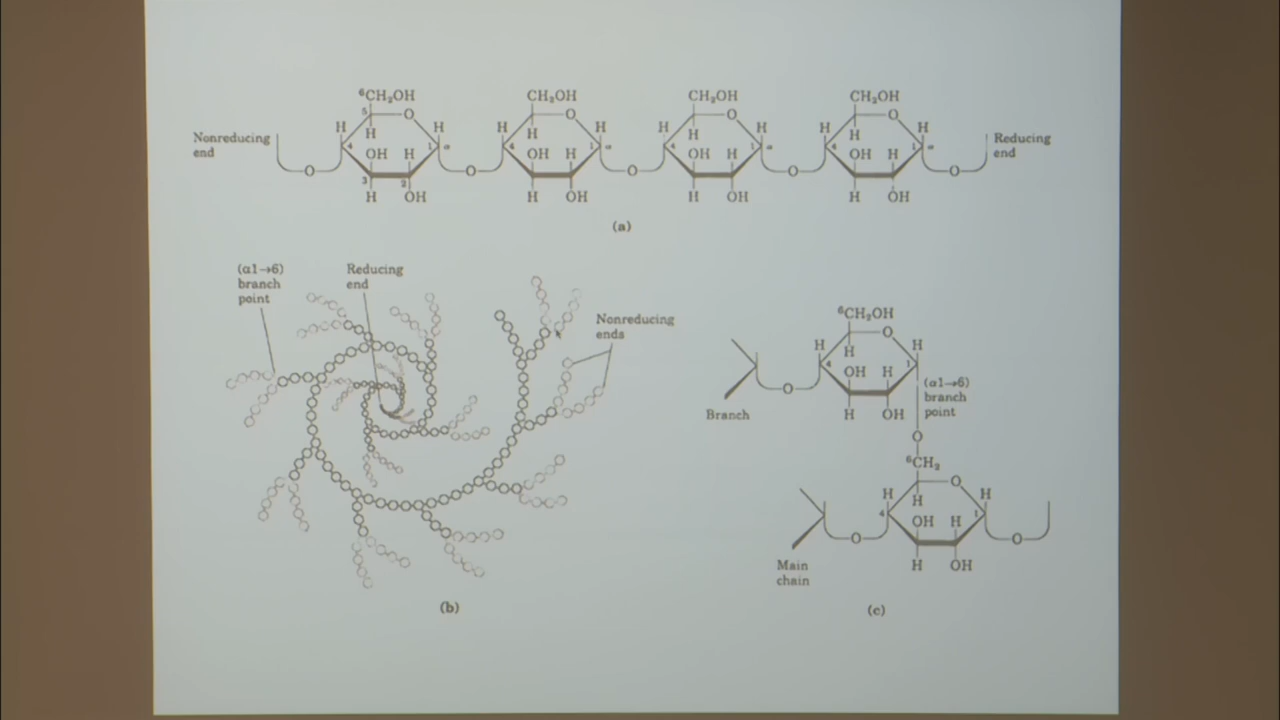 ⁶CH₂OH CH₂OH CH₂OH CH₂OH
5 O O O O
H H H H H H H H
Nonreducing
end
H H H H
4 1 α 4 1 α 4 1 α 4 1 α
Reducing
end
OH H OH H OH H OH H
O O O O O
3 2
H OH H OH H OH H OH
(a)
(α1→6)
branch
point
Reducing
end
Nonreducing
ends
(b)
⁶CH₂OH
O
H H
H
4 1
OH H
O
(α1→6)
branch
point
H OH
Branch
O
⁶CH₂
O
H H
H
4 1
OH H
O O
H OH
Main
chain
(c)